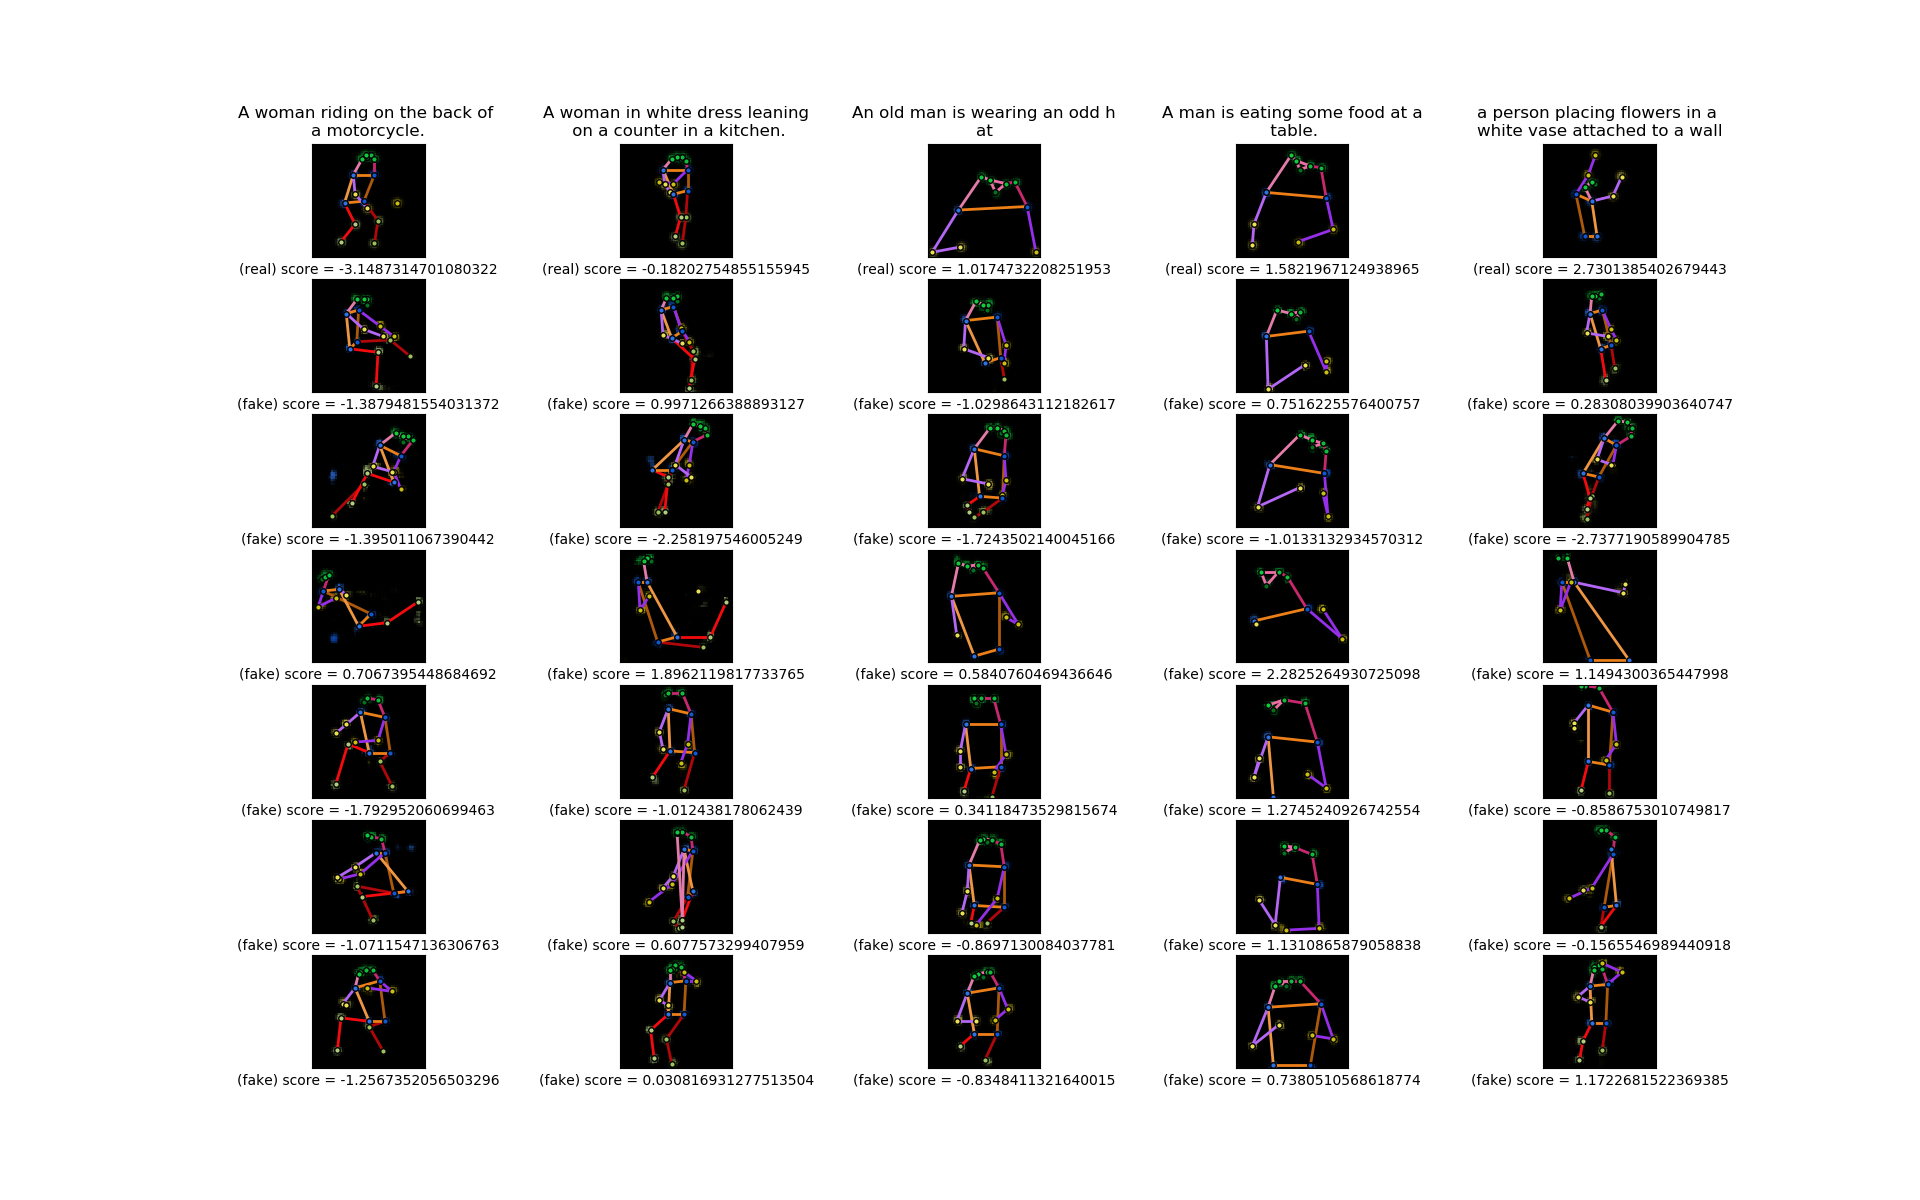 A woman riding on the back of
a motorcycle.
A woman in white dress leaning
on a counter in a kitchen.
An old man is wearing an odd h
at
A man is eating some food at a
table.
a person placing flowers in a
white vase attached to a wall
(real) score = -3.1487314701080322
(real) score = -0.18202754855155945
(real) score = 1.0174732208251953
(real) score = 1.5821967124938965
(real) score = 2.7301385402679443
(fake) score = -1.3879481554031372
(fake) score = 0.9971266388893127
(fake) score = -1.0298643112182617
(fake) score = 0.7516225576400757
(fake) score = 0.28308039903640747
(fake) score = -1.395011067390442
(fake) score = -2.258197546005249
(fake) score = -1.7243502140045166
(fake) score = -1.0133132934570312
(fake) score = -2.7377190589904785
(fake) score = 0.7067395448684692
(fake) score = 1.8962119817733765
(fake) score = 0.5840760469436646
(fake) score = 2.2825264930725098
(fake) score = 1.1494300365447998
(fake) score = -1.792952060699463
(fake) score = -1.012438178062439
(fake) score = 0.34118473529815674
(fake) score = 1.2745240926742554
(fake) score = -0.8586753010749817
(fake) score = -1.0711547136306763
(fake) score = 0.6077573299407959
(fake) score = -0.8697130084037781
(fake) score = 1.1310865879058838
(fake) score = -0.1565546989440918
(fake) score = -1.2567352056503296
(fake) score = 0.030816931277513504
(fake) score = -0.8348411321640015
(fake) score = 0.7380510568618774
(fake) score = 1.1722681522369385